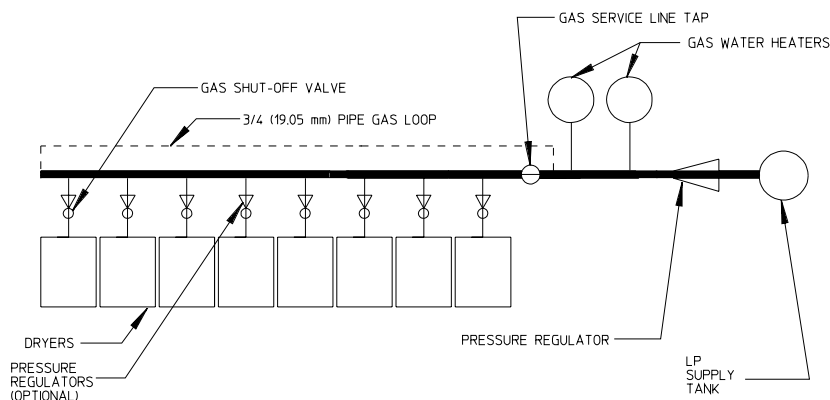 GAS SERVICE LINE TAP
GAS WATER HEATERS
GAS SHUT-OFF VALVE
3/4 (19.05 mm) PIPE GAS LOOP
DRYERS
PRESSURE
REGULATORS
(OPTIONAL)
PRESSURE REGULATOR
LP
SUPPLY
TANK